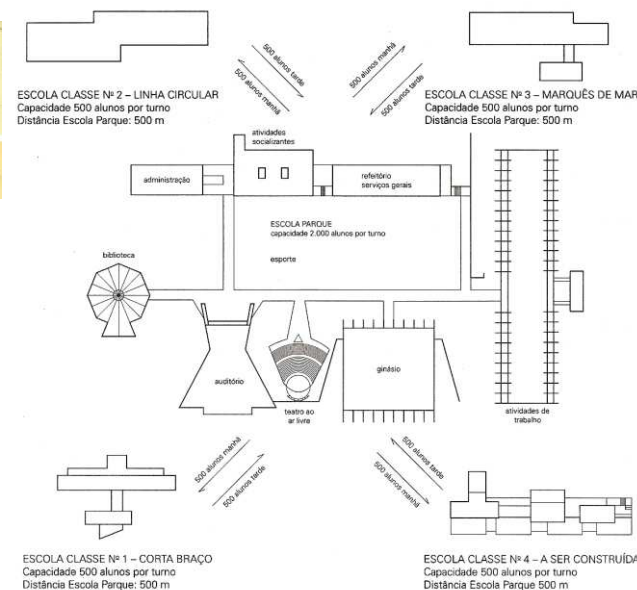 500 alunos tarde
500 alunos manhã
500 alunos manhã
500 alunos tarde
ESCOLA CLASSE Nº 2 – LINHA CIRCULAR
Capacidade 500 alunos por turno
Distância Escola Parque: 500 m
ESCOLA CLASSE Nº 3 – MARQUÊS DE MAR
Capacidade 500 alunos por turno
Distância Escola Parque: 500 m
atividades
socializantes
administração
refeitório
serviços gerais
ESCOLA PARQUE
capacidade 2.000 alunos por turno
esporte
biblioteca
auditório
teatro ao
ar livre
ginásio
atividades de
trabalho
500 alunos manhã
500 alunos tarde
500 alunos tarde
500 alunos manhã
ESCOLA CLASSE Nº 1 – CORTA BRAÇO
Capacidade 500 alunos por turno
Distância Escola Parque: 500 m
ESCOLA CLASSE Nº 4 – A SER CONSTRUÍDA
Capacidade 500 alunos por turno
Distância Escola Parque 500 m